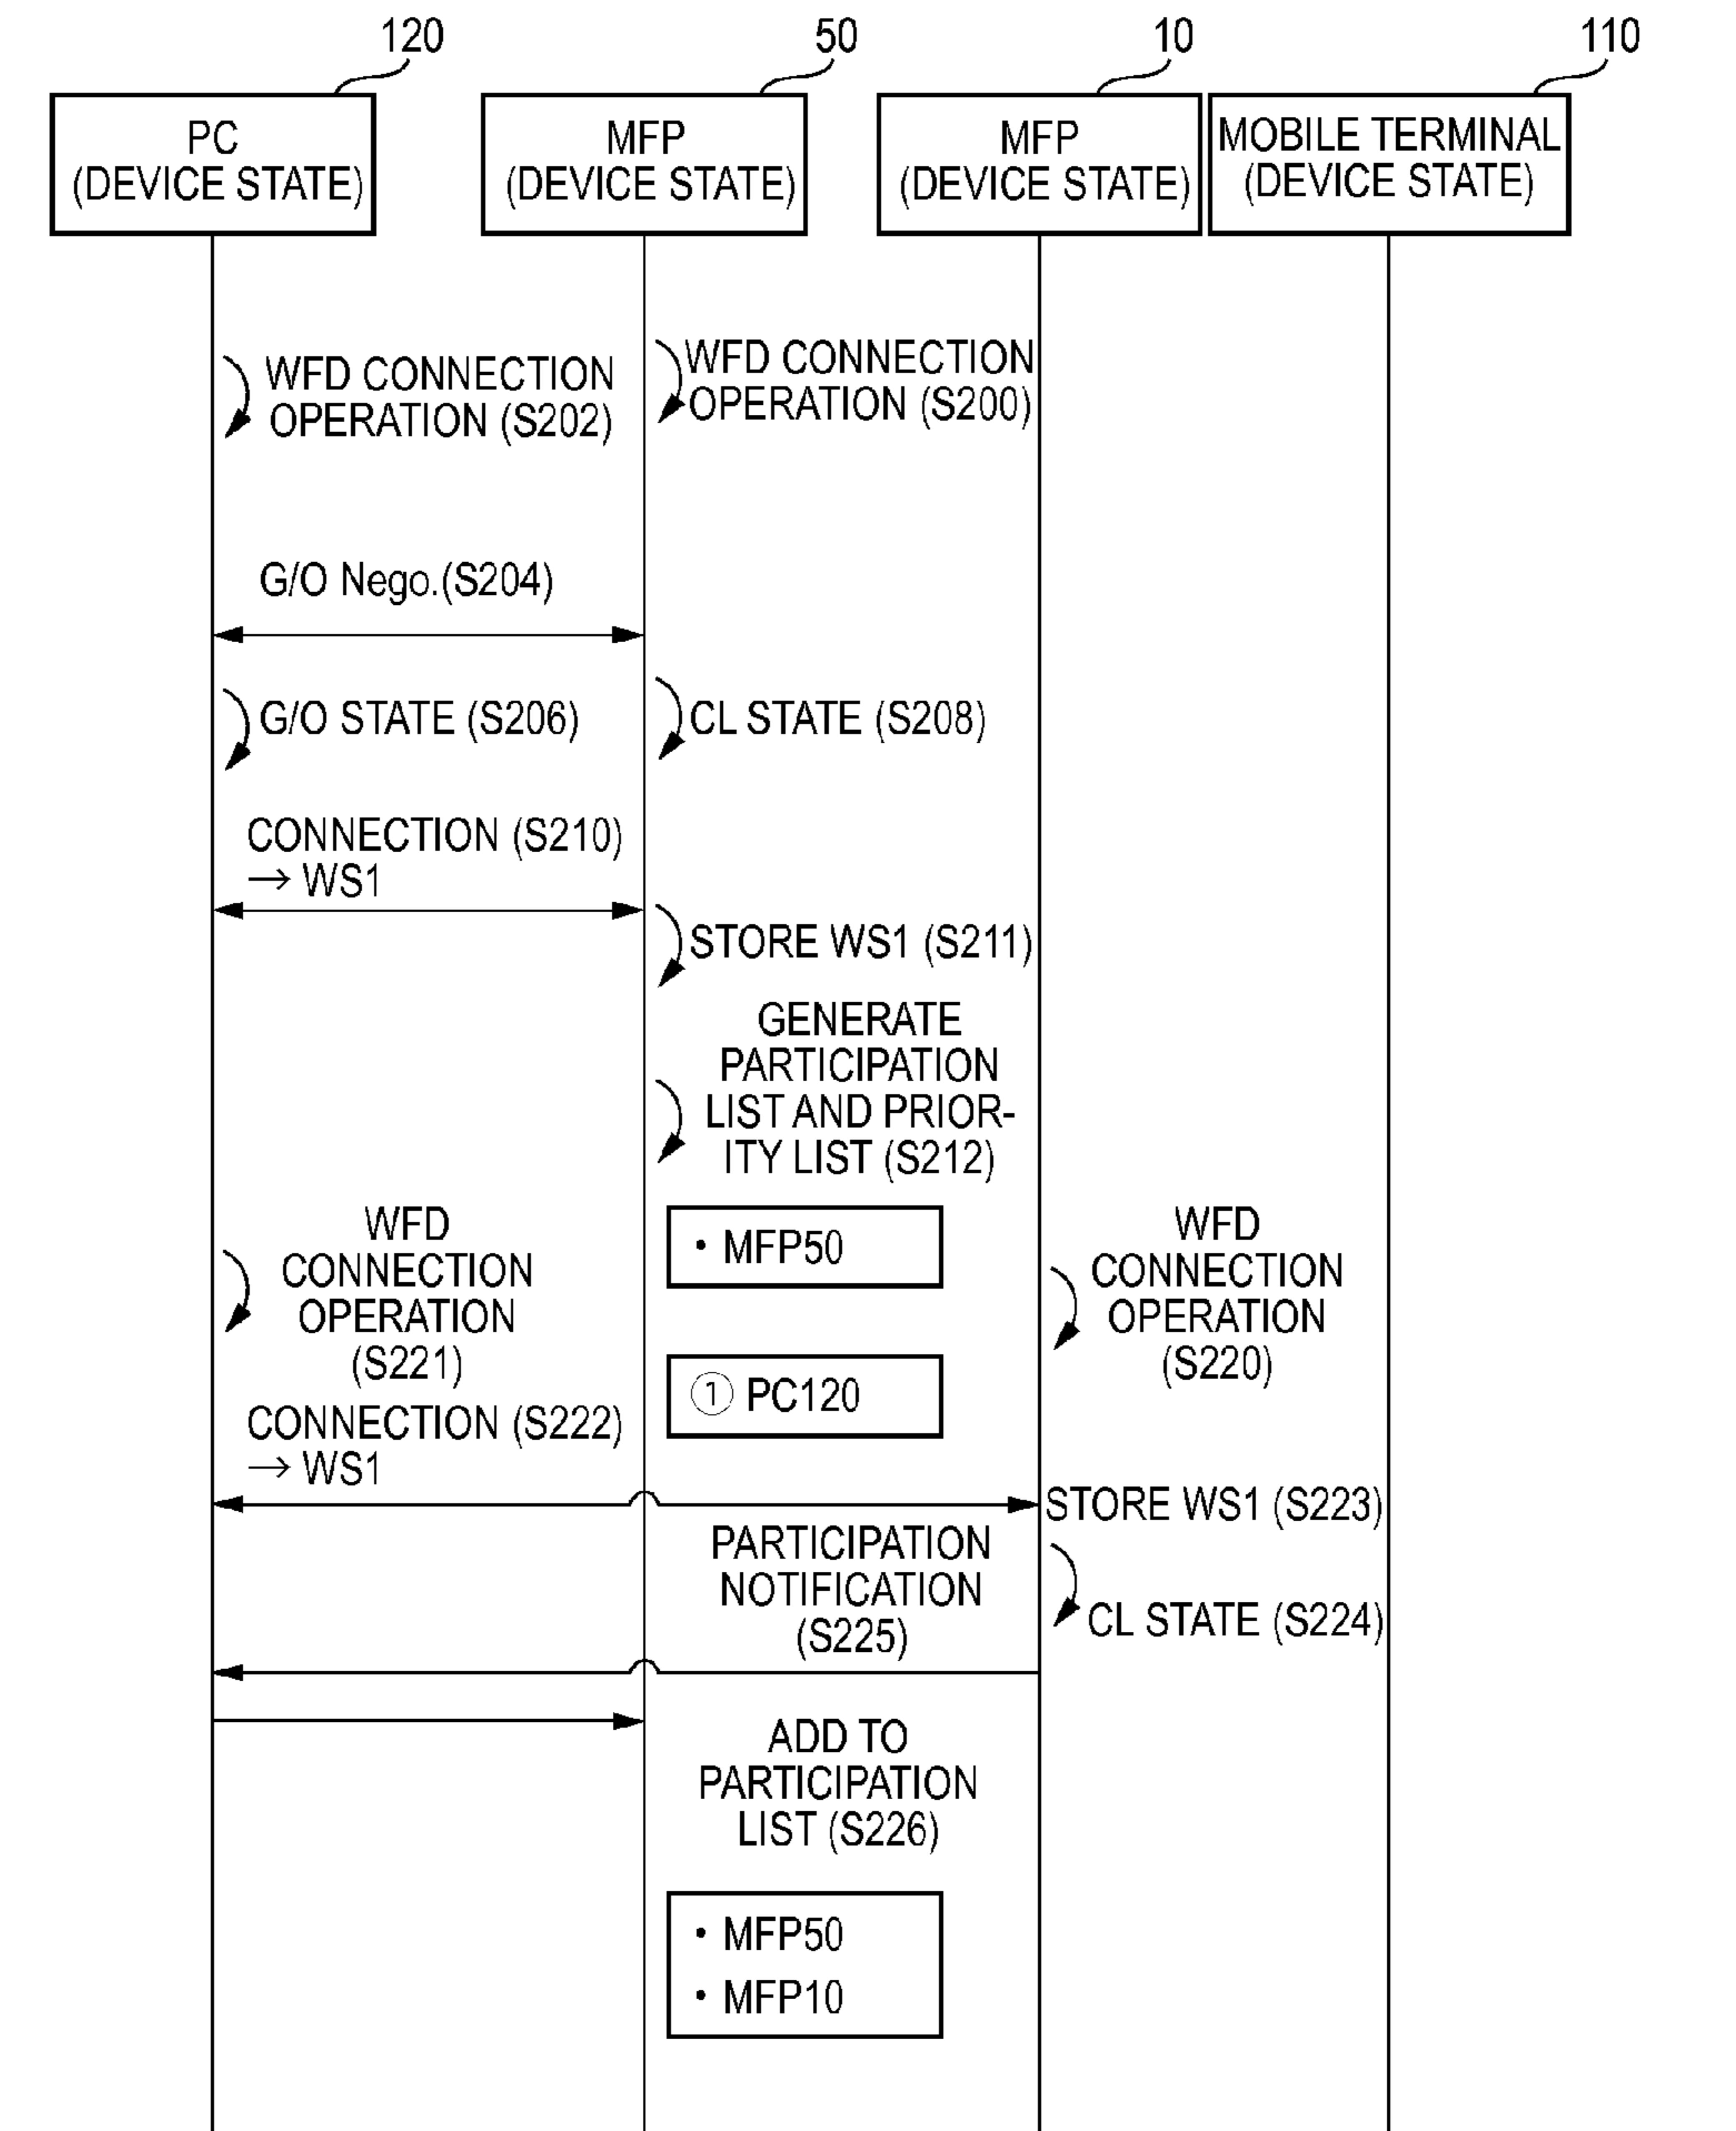 120
50
10
110
PC
(DEVICE STATE)
MFP
(DEVICE STATE)
MFP
(DEVICE STATE)
MOBILE TERMINAL
(DEVICE STATE)
WFD CONNECTION
OPERATION (S202)
WFD CONNECTION
OPERATION (S200)
G/O Nego.(S204)
G/O STATE (S206)
CL STATE (S208)
CONNECTION (S210)
→ WS1
STORE WS1 (S211)
GENERATE
PARTICIPATION
LIST AND PRIOR-
ITY LIST (S212)
• MFP50
① PC120
WFD
CONNECTION
OPERATION
(S221)
WFD
CONNECTION
OPERATION
(S220)
CONNECTION (S222)
→ WS1
STORE WS1 (S223)
PARTICIPATION
NOTIFICATION
(S225)
CL STATE (S224)
ADD TO
PARTICIPATION
LIST (S226)
• MFP50
• MFP10